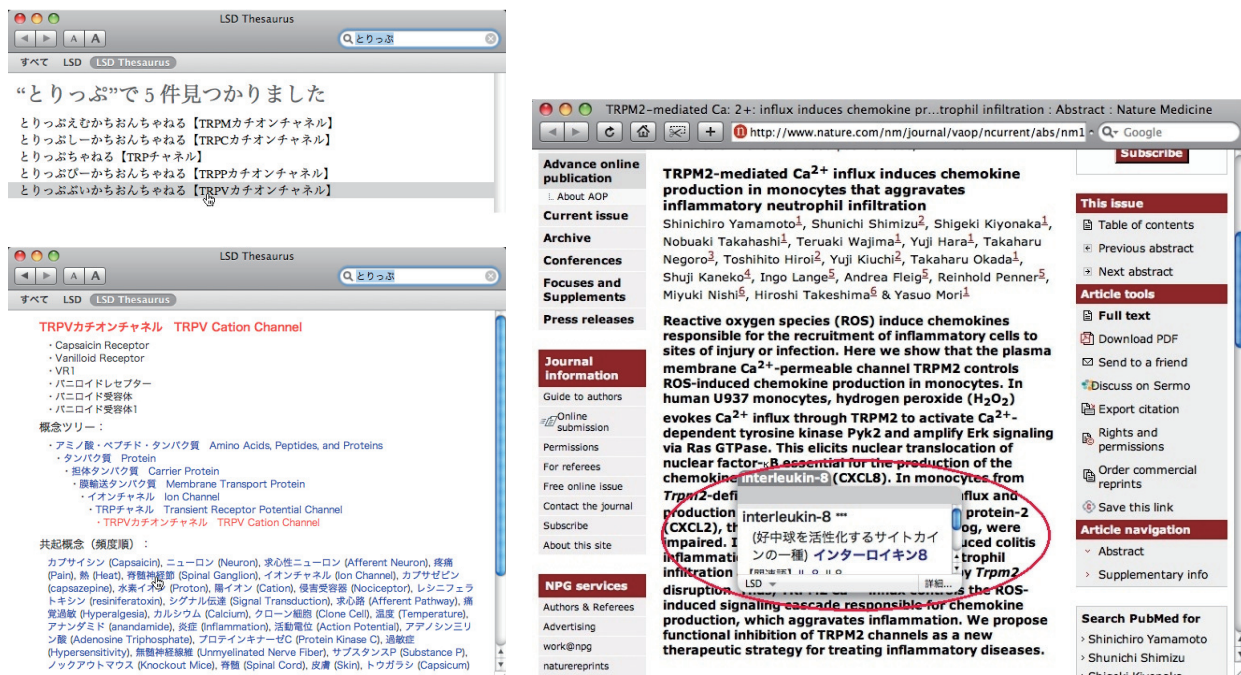 LSD Thesaurus
A A
とりっぷ
すべて LSD LSD Thesaurus
“とりっぷ”で 5 件見つかりました
とりっぷえむかちおんちゃねる【TRPMカチオンチャネル】
とりっぷしーかちおんちゃねる【TRPCカチオンチャネル】
とりっぷちゃねる【TRPチャネル】
とりっぷぴーかちおんちゃねる【TRPPカチオンチャネル】
とりっぷぶいかちおんちゃねる【TRPVカチオンチャネル】
LSD Thesaurus
A A
とりっぷ
すべて LSD LSD Thesaurus
TRPVカチオンチャネル TRPV Cation Channel
・Capsaicin Receptor
・Vanilloid Receptor
・VR1
・バニロイドレセプター
・バニロイド受容体
・バニロイド受容体1
概念ツリー：
・アミノ酸・ペプチド・タンパク質 Amino Acids, Peptides, and Proteins
・タンパク質 Protein
・担体タンパク質 Carrier Protein
・膜輸送タンパク質 Membrane Transport Protein
・イオンチャネル Ion Channel
・TRPチャネル Transient Receptor Potential Channel
・TRPVカチオンチャネル TRPV Cation Channel
共起概念（頻度順）：
カプサイシン (Capsaicin), ニューロン (Neuron), 求心性ニューロン (Afferent Neuron), 疼痛
(Pain), 熱 (Heat), 脊髄神経節 (Spinal Ganglion), イオンチャネル (Ion Channel), カプサゼピン
(capsazepine), 水素イオン (Proton), 陽イオン (Cation), 侵害受容器 (Nociceptor), レシニフェラ
トキシン (resiniferatoxin), シグナル伝達 (Signal Transduction), 求心路 (Afferent Pathway), 痛
覚過敏 (Hyperalgesia), カルシウム (Calcium), クローン細胞 (Clone Cell), 温度 (Temperature),
アナンダミド (anandamide), 炎症 (Inflammation), 活動電位 (Action Potential), アデノシン三リ
ン酸 (Adenosine Triphosphate), プロテインキナーゼC (Protein Kinase C), 過敏症
(Hypersensitivity), 無髄神経線維 (Unmyelinated Nerve Fiber), サブスタンスP (Substance P),
ノックアウトマウス (Knockout Mice), 脊髄 (Spinal Cord), 皮膚 (Skin), トウガラシ (Capsicum)
TRPM2-mediated Ca: 2+: influx induces chemokine pr...trophil infiltration : Abstract : Nature Medicine
http://www.nature.com/nm/journal/vaop/ncurrent/abs/nm1
Google
Advance online
publication
About AOP
Current issue
Archive
Conferences
Focuses and
Supplements
Press releases
Journal
information
Guide to authors
Online
submission
Permissions
For referees
Free online issue
Contact the journal
Subscribe
About this site
NPG services
Authors & Referees
Advertising
work@npg
naturereprints
TRPM2-mediated Ca2+ influx induces chemokine
production in monocytes that aggravates
inflammatory neutrophil infiltration
Shinichiro Yamamoto1, Shunichi Shimizu2, Shigeki Kiyonaka1,
Nobuaki Takahashi1, Teruaki Wajima1, Yuji Hara1, Takaharu
Negoro3, Toshihito Hiroi2, Yuji Kiuchi2, Takaharu Okada1,
Shuji Kaneko4, Ingo Lange5, Andrea Fleig5, Reinhold Penner5,
Miyuki Nishi6, Hiroshi Takeshima6 & Yasuo Mori1
Reactive oxygen species (ROS) induce chemokines
responsible for the recruitment of inflammatory cells to
sites of injury or infection. Here we show that the plasma
membrane Ca2+-permeable channel TRPM2 controls
ROS-induced chemokine production in monocytes. In
human U937 monocytes, hydrogen peroxide (H2O2)
evokes Ca2+ influx through TRPM2 to activate Ca2+-
dependent tyrosine kinase Pyk2 and amplify Erk signaling
via Ras GTPase. This elicits nuclear translocation of
nuclear factor-κB essential for the production of the
chemokine interleukin-8 (CXCL8). In monocytes from
Trpm2-defi flux and
production protein-2
(CXCL2), th og, were
impaired. I uced colitis
inflammati trophil
infiltration y Trpm2
disruption.
induced signaling cascade responsible for chemokine
production, which aggravates inflammation. We propose
functional inhibition of TRPM2 channels as a new
therapeutic strategy for treating inflammatory diseases.
interleukin-8
(好中球を活性化するサイトカイ
ンの一種) インターロイキン8
LSD
詳細...
Subscribe
This issue
Table of contents
Previous abstract
Next abstract
Article tools
Full text
Download PDF
Send to a friend
Discuss on Sermo
Export citation
Rights and
permissions
Order commercial
reprints
Save this link
Article navigation
Abstract
Supplementary info
Search PubMed for
Shinichiro Yamamoto
Shunichi Shimizu